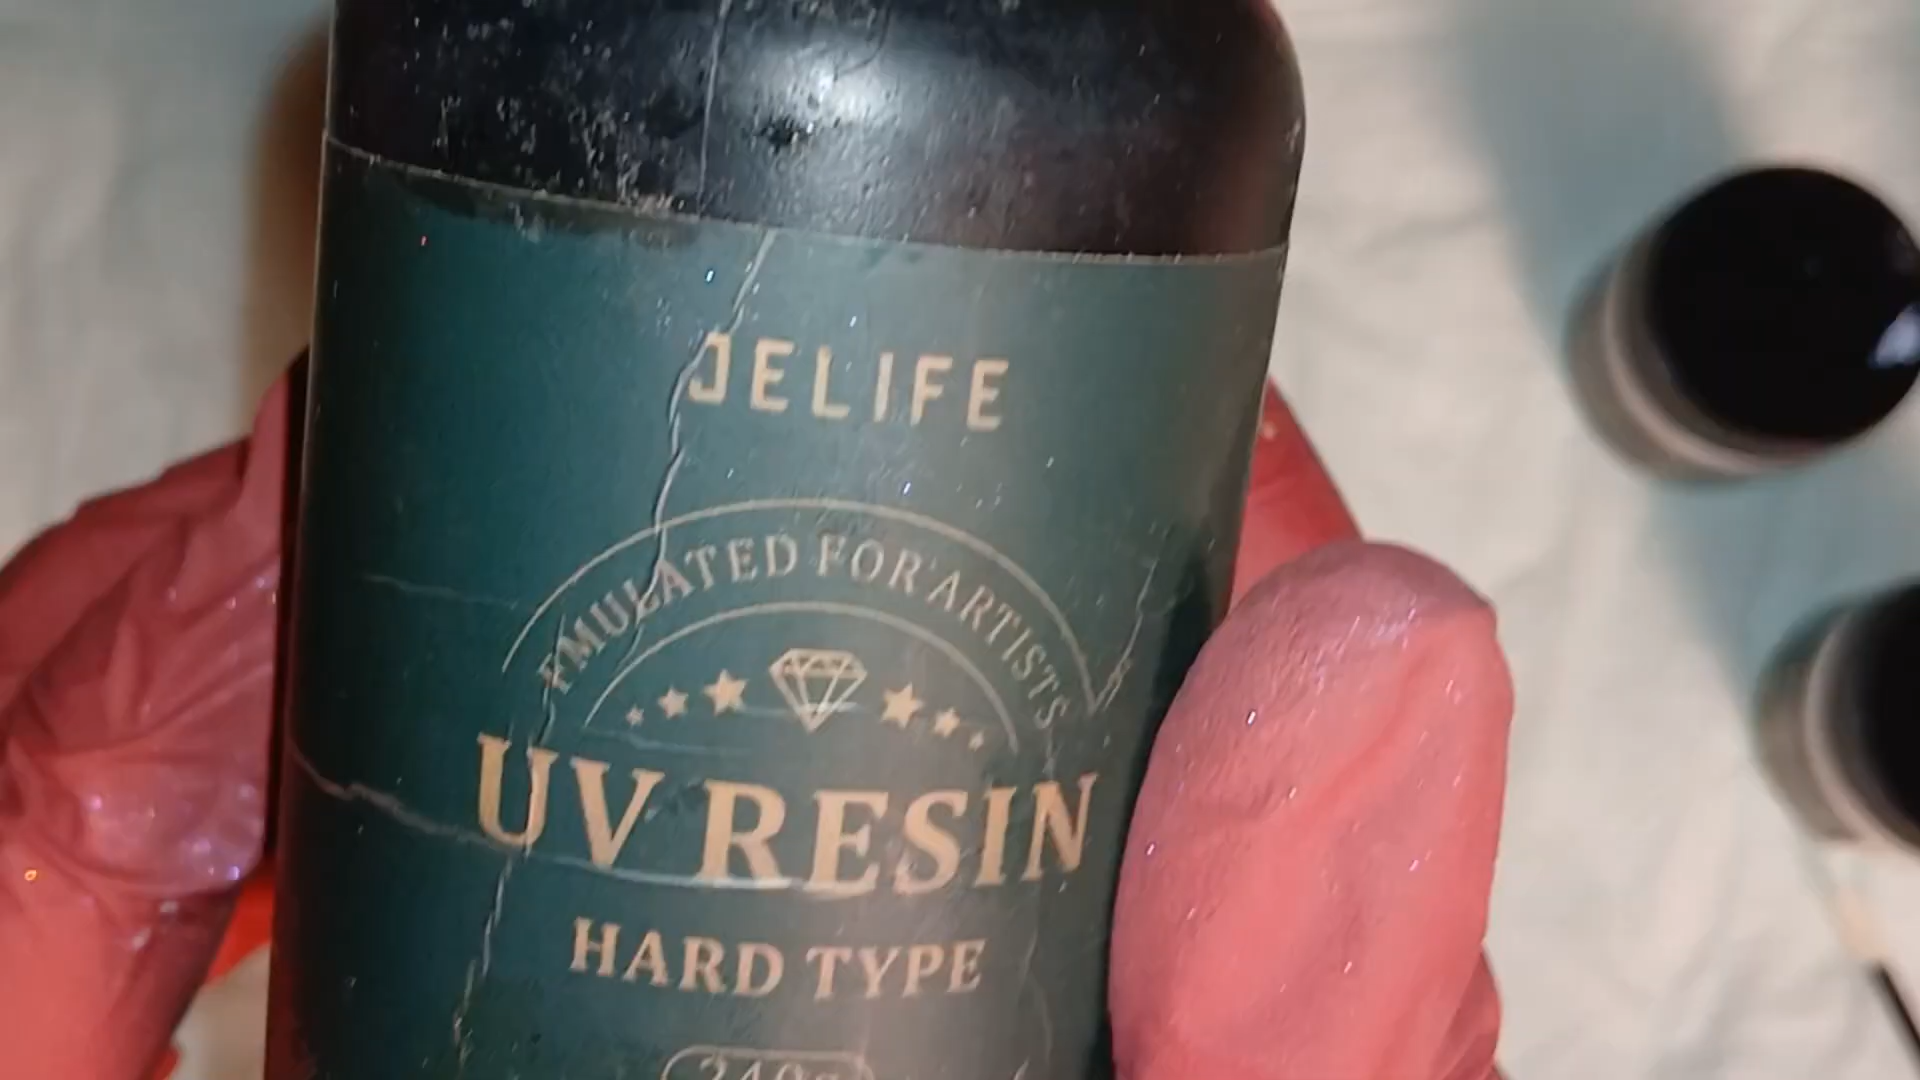 JELIFE
FMULATED FOR ARTISTS
UV RESIN
HARD TYPE